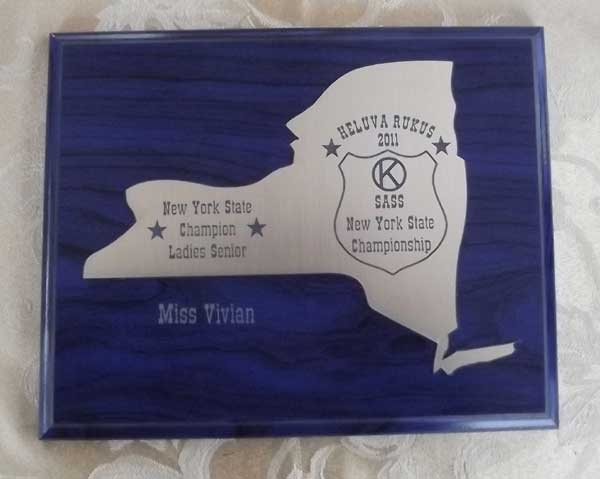 HELUVA RUKUS
2011
K
SASS
New York State
Championship
New York State
Champion
Ladies Senior
Miss Vivian